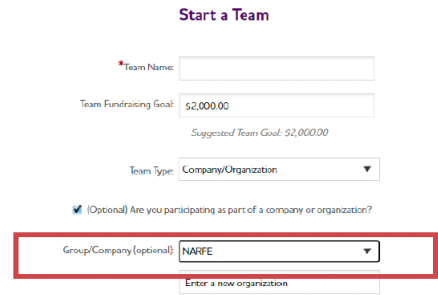 Start a Team
*Team Name:
Team Fundraising Goal: $2,000.00
Suggested Team Goal: $2,000.00
Team Type: Company/Organization
(Optional) Are you participating as part of a company or organization?
Group/Company (optional): NARFE
Enter a new organization